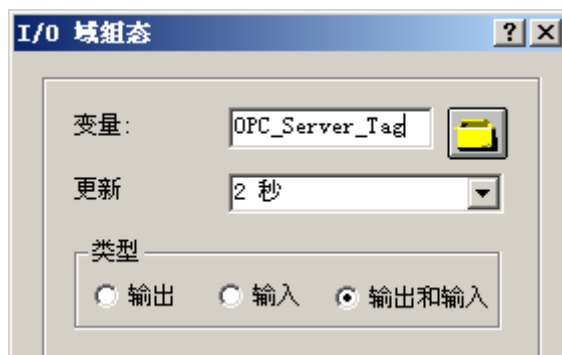 I/O 域组态
变量: OPC_Server_Tag
更新 2 秒
类型
输出 输入 输出和输入